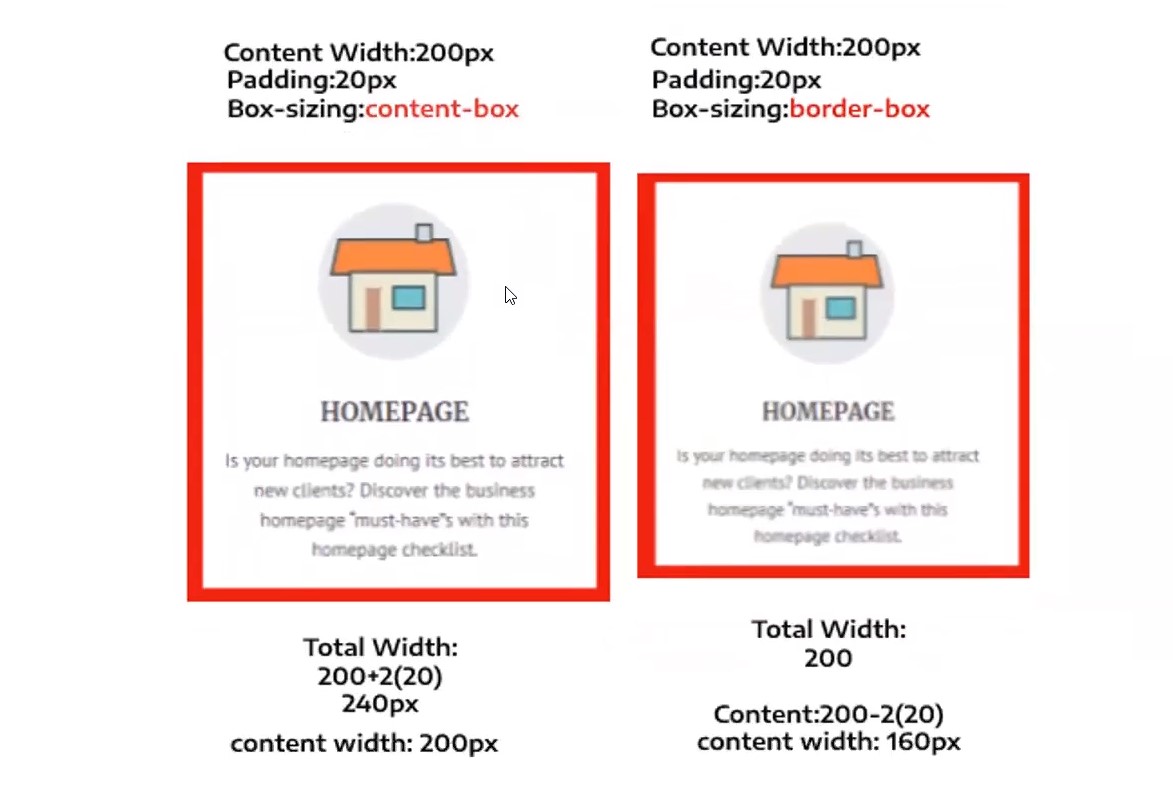 Content Width:200px
Padding:20px
Box-sizing:content-box
HOMEPAGE
Is your homepage doing its best to attract
new clients? Discover the business
homepage "must-have"s with this
homepage checklist.
Total Width:
200+2(20)
240px
content width: 200px
Content Width:200px
Padding:20px
Box-sizing:border-box
HOMEPAGE
Is your homepage doing its best to attract
new clients? Discover the business
homepage "must-have"s with this
homepage checklist.
Total Width:
200
Content:200-2(20)
content width: 160px